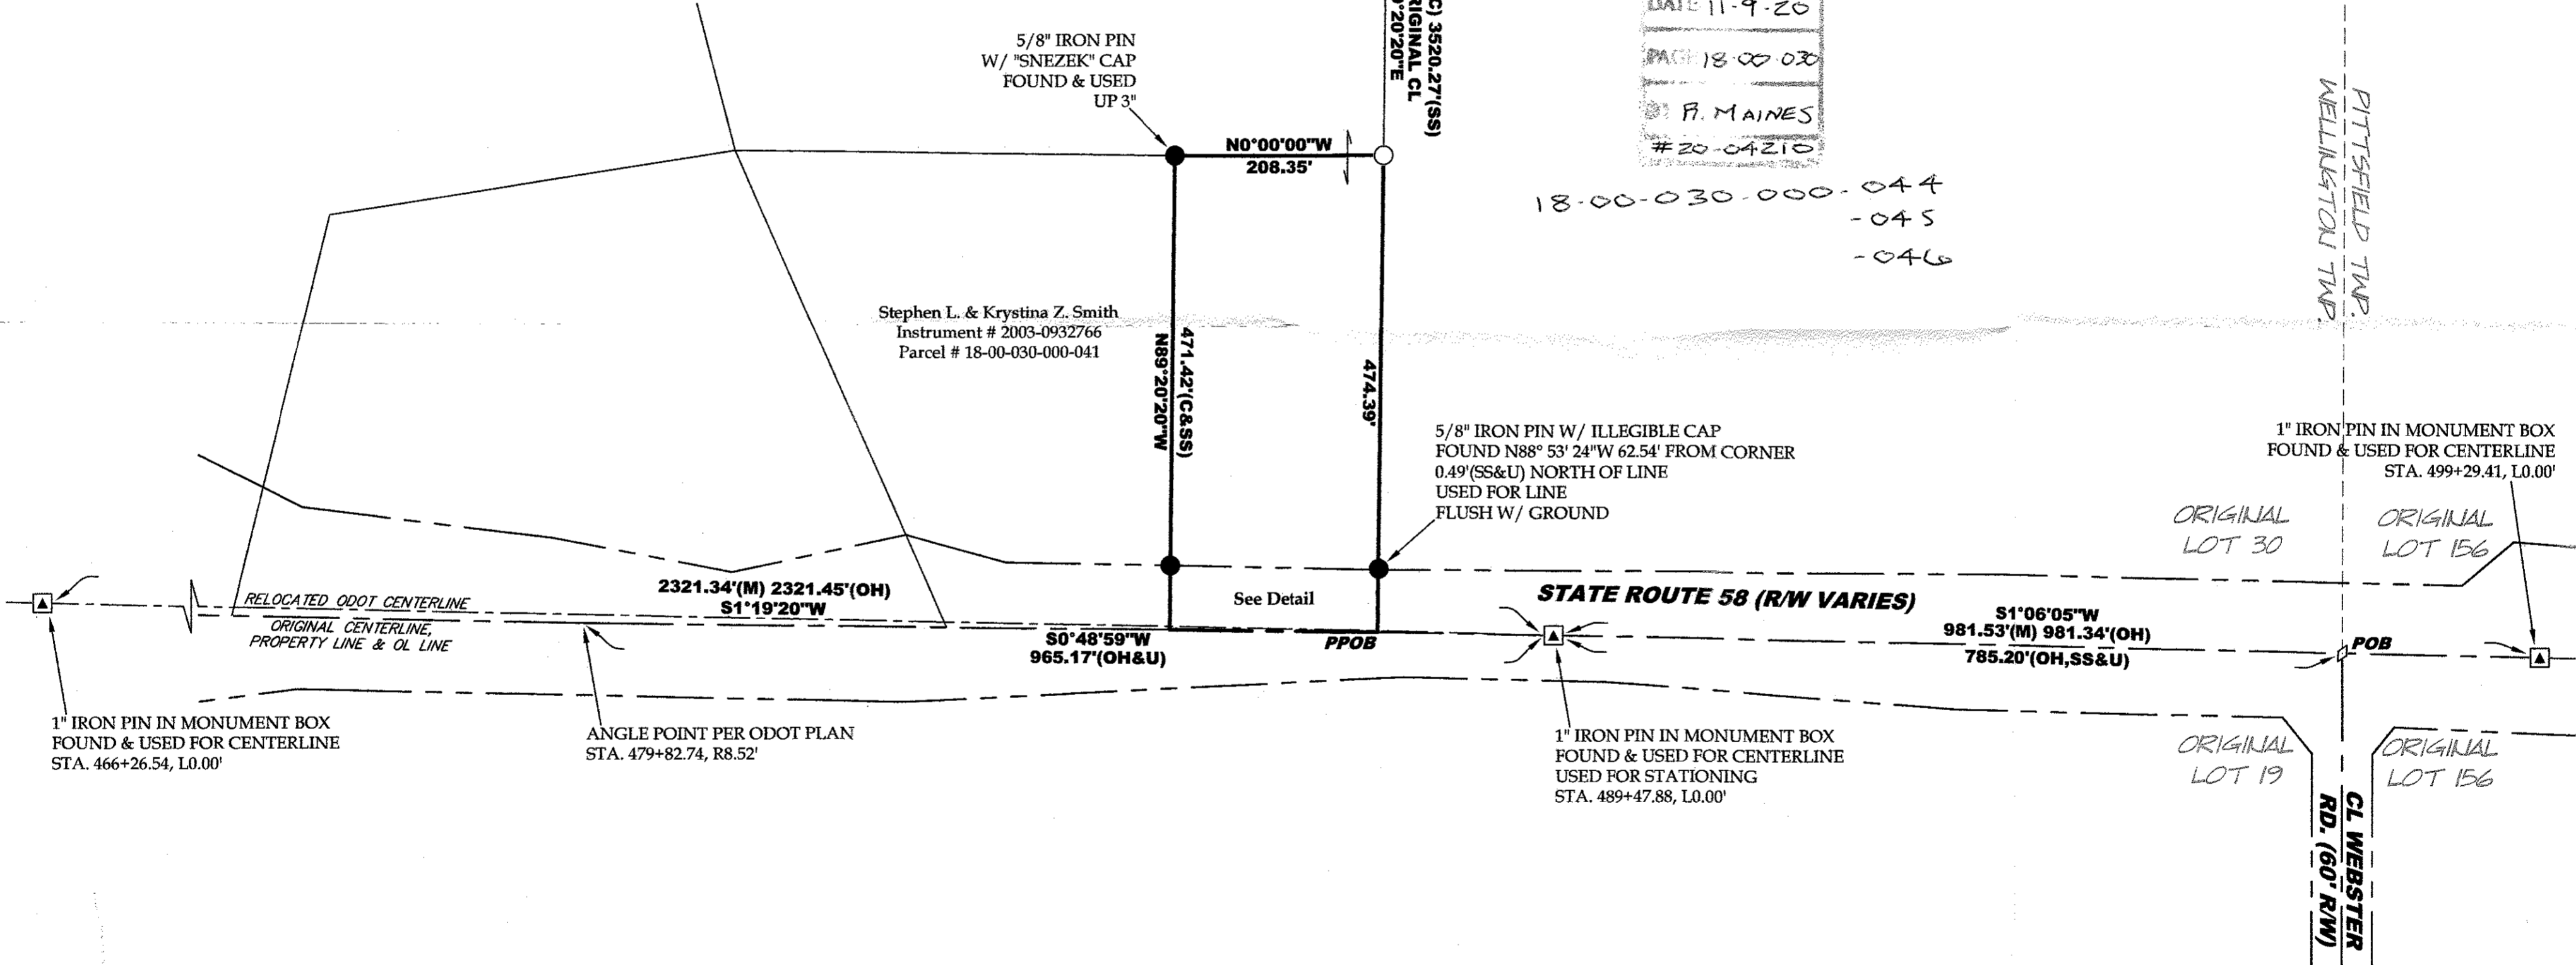 5/8" IRON PIN
W/ "SNEZEK" CAP
FOUND & USED
UP 3"
C) 3520.27'(SS)
RIGINAL CL
°20'20"E
DATE 11-9-20
PAGE 18-00-030
R. MAINES
#20-04210
18-00-030-000-044
-045
-046
PITTSFIELD TWP.
WELLINGTON TWP.
N0°00'00"W
208.35'
Stephen L. & Krystina Z. Smith
Instrument # 2003-0932766
Parcel # 18-00-030-000-041
471.42'(C&SS)
N89°20'20"W
474.39'
5/8" IRON PIN W/ ILLEGIBLE CAP
FOUND N88° 53' 24"W 62.54' FROM CORNER
0.49'(SS&U) NORTH OF LINE
USED FOR LINE
FLUSH W/ GROUND
1" IRON PIN IN MONUMENT BOX
FOUND & USED FOR CENTERLINE
STA. 499+29.41, L0.00'
ORIGINAL
LOT 30
ORIGINAL
LOT 156
RELOCATED ODOT CENTERLINE
ORIGINAL CENTERLINE,
PROPERTY LINE & OL LINE
2321.34'(M) 2321.45'(OH)
S1°19'20"W
See Detail
STATE ROUTE 58 (R/W VARIES)
S0°48'59"W
965.17'(OH&U)
PPOB
S1°06'05"W
981.53'(M) 981.34'(OH)
785.20'(OH,SS&U)
POB
1" IRON PIN IN MONUMENT BOX
FOUND & USED FOR CENTERLINE
STA. 466+26.54, L0.00'
ANGLE POINT PER ODOT PLAN
STA. 479+82.74, R8.52'
1" IRON PIN IN MONUMENT BOX
FOUND & USED FOR CENTERLINE
USED FOR STATIONING
STA. 489+47.88, L0.00'
ORIGINAL
LOT 19
ORIGINAL
LOT 156
CL WEBSTER
RD. (60' R/W)